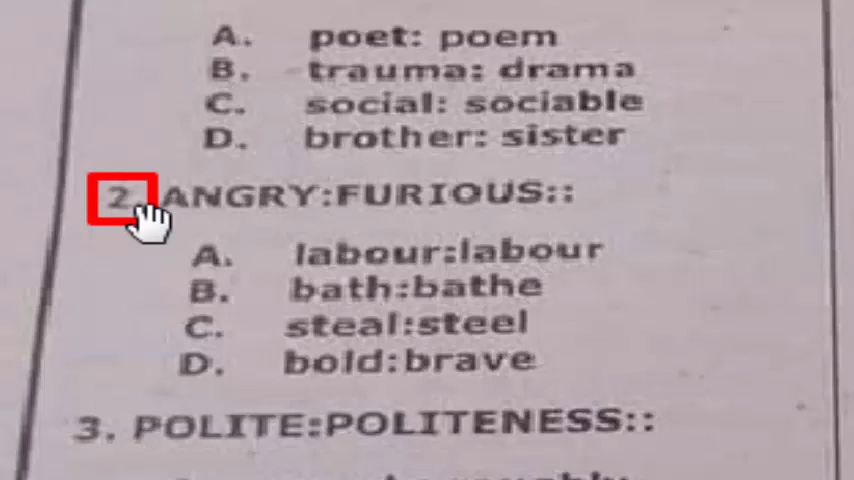 A. poet: poem
B. trauma: drama
C. social: sociable
D. brother: sister
2. ANGRY:FURIOUS::
A. labour:labour
B. bath:bathe
C. steal:steel
D. bold:brave
3. POLITE:POLITENESS::